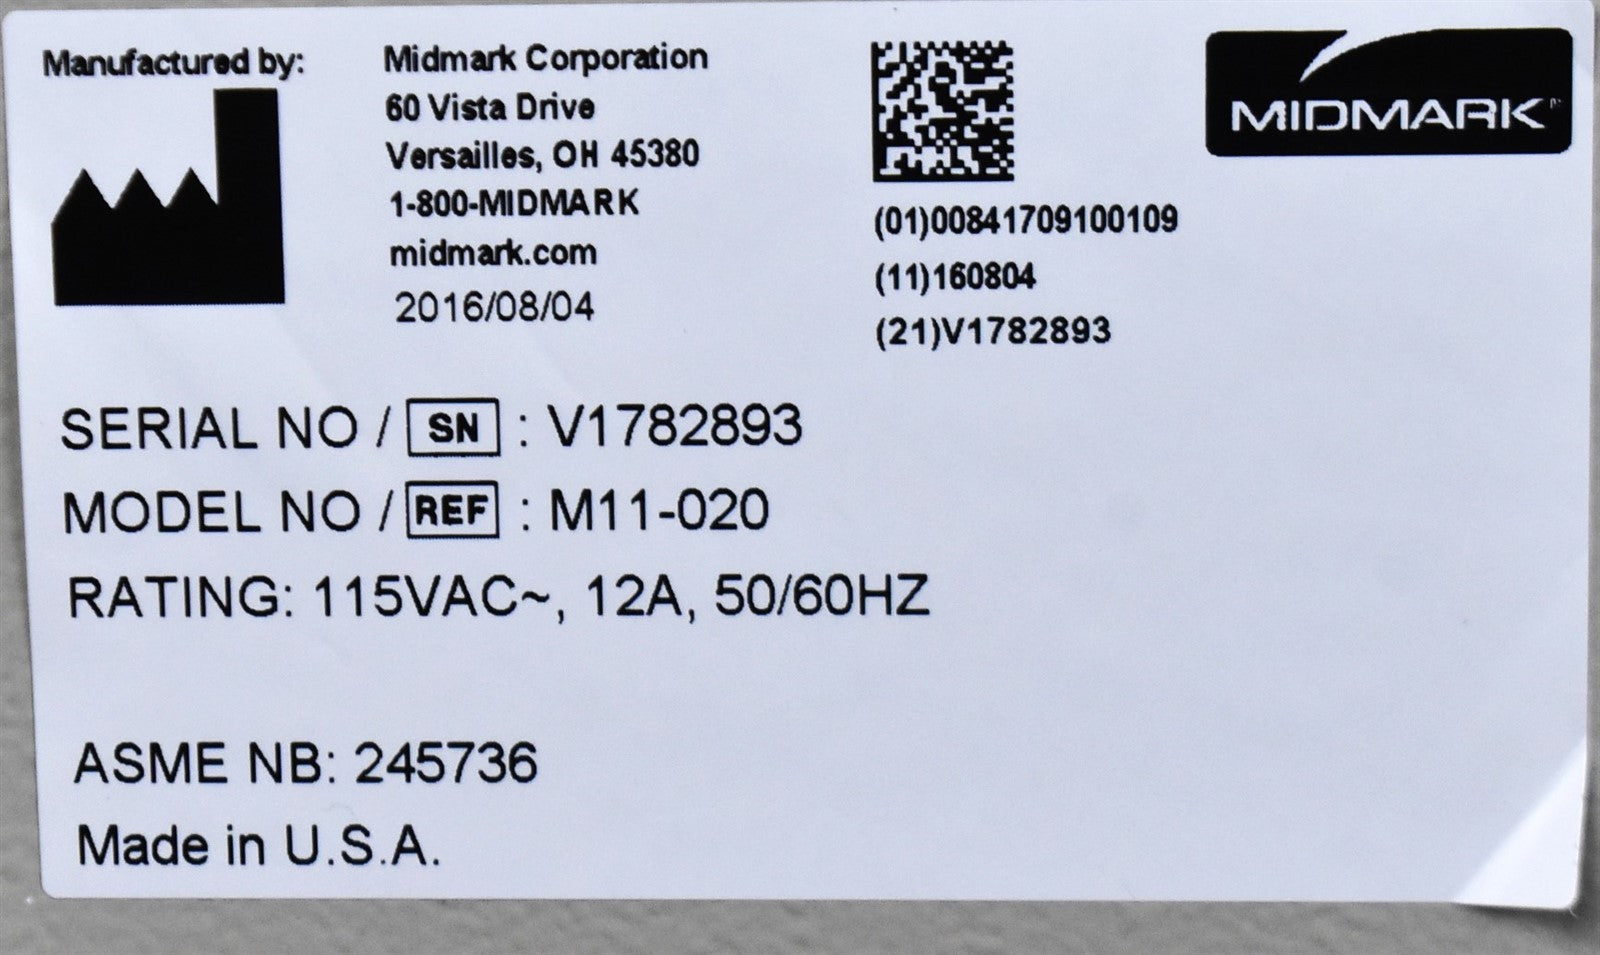 Manufactured by:
Midmark Corporation
60 Vista Drive
Versailles, OH 45380
1-800-MIDMARK
midmark.com
2016/08/04
(01)00841709100109
(11)160804
(21)V1782893
MIDMARK
SERIAL NO / SN : V1782893
MODEL NO / REF : M11-020
RATING: 115VAC~, 12A, 50/60HZ
ASME NB: 245736
Made in U.S.A.